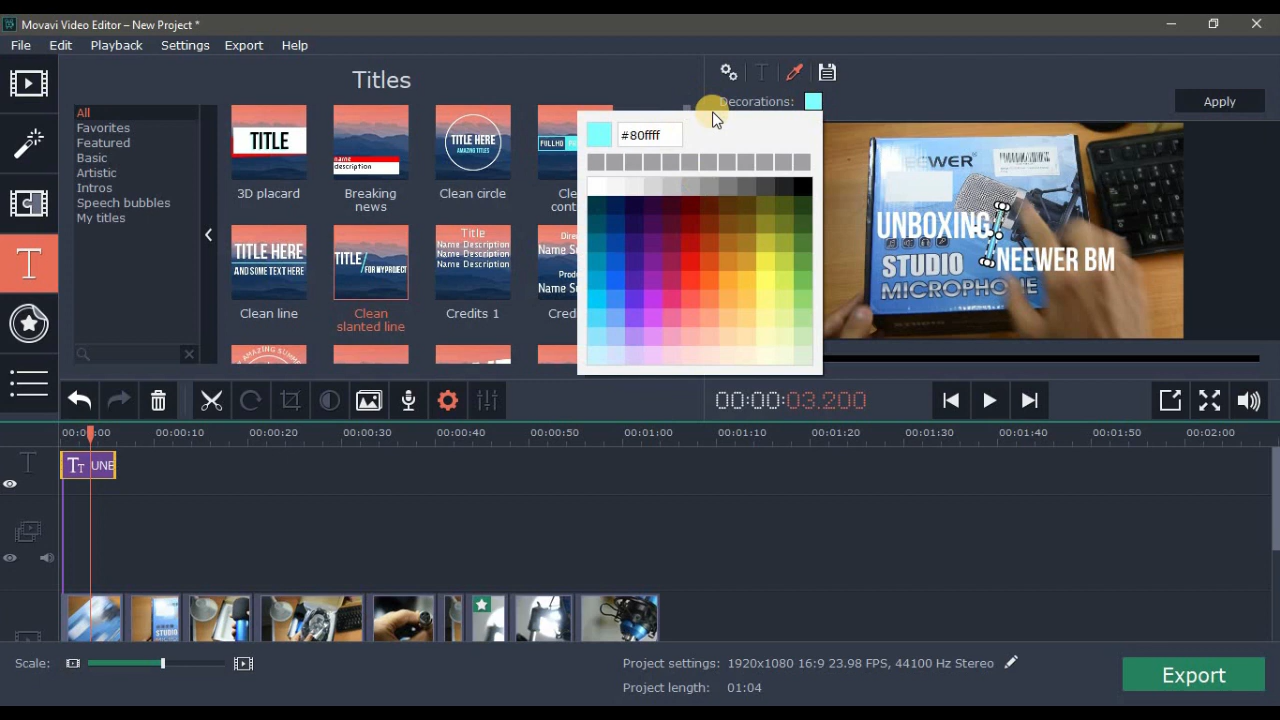 Movavi Video Editor – New Project *
File Edit Playback Settings Export Help
Titles
Decorations:
Apply
#80ffff
All
Favorites
Featured
Basic
Artistic
Intros
Speech bubbles
My titles
TITLE
3D placard
name
description
Breaking
news
TITLE HERE
AMAZING TITLES
Clean circle
TITLE HERE
AND SOME TEXT HERE
Clean line
TITLE/FOR MY PROJECT
Clean
slanted line
Title
Name Description
Name Description
Name Description
Credits 1
NEEWER
UNBOXING
NEEWER BM
STUDIO
MICROPHONE
00:00:03.200
00:00:10 00:00:20 00:00:30 00:00:40 00:00:50 00:01:00 00:01:10 00:01:20 00:01:30 00:01:40 00:01:50 00:02:00
Scale:
Project settings: 1920x1080 16:9 23.98 FPS, 44100 Hz Stereo
Project length: 01:04
Export